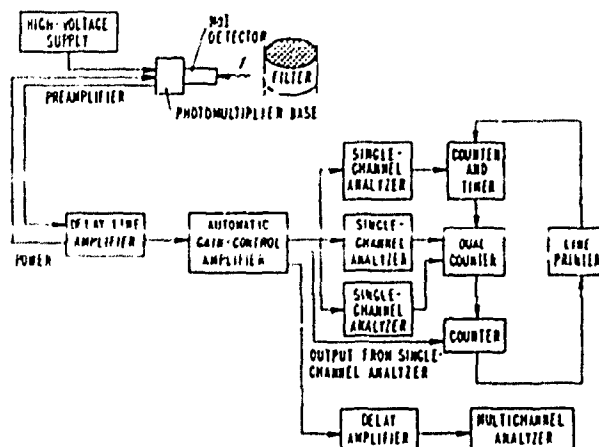 HIGH-VOLTAGE
SUPPLY
NaI
DETECTOR
γ
FILTER
PREAMPLIFIER
PHOTOMULTIPLIER BASE
SINGLE-
CHANNEL
ANALYZER
COUNTER
AND
TIMER
DELAY LINE
AMPLIFIER
POWER
AUTOMATIC
GAIN-CONTROL
AMPLIFIER
SINGLE-
CHANNEL
ANALYZER
DUAL
COUNTER
LINE
PRINTER
SINGLE-
CHANNEL
ANALYZER
COUNTER
OUTPUT FROM SINGLE-
CHANNEL ANALYZER
DELAY
AMPLIFIER
MULTICHANNEL
ANALYZER